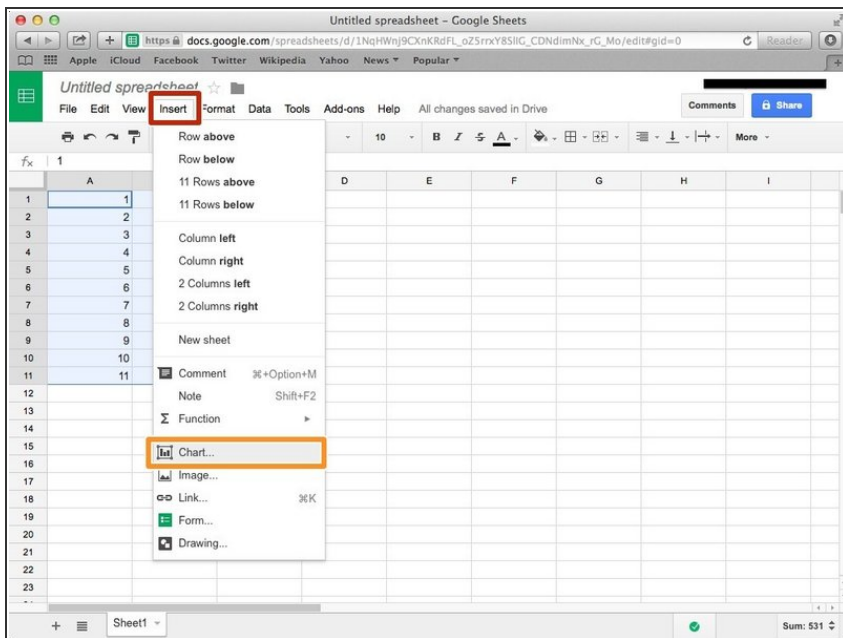 Untitled spreadsheet – Google Sheets
https docs.google.com/spreadsheets/d/1NqHWnj9CXnKRdFL_oZ5rrxY8SIIG_CDNdimNx_rG_Mo/edit#gid=0 Reader
Apple iCloud Facebook Twitter Wikipedia Yahoo News Popular
Untitled spreadsheet
File Edit View Insert Format Data Tools Add-ons Help All changes saved in Drive Comments Share
10 B I S A More
fx 1
A D E F G H I
1 1
2 2
3 3
4 4
5 5
6 6
7 7
8 8
9 9
10 10
11 11
12
13
14
15
16
17
18
19
20
21
22
23
Row above
Row below
11 Rows above
11 Rows below
Column left
Column right
2 Columns left
2 Columns right
New sheet
Comment ⌘+Option+M
Note Shift+F2
Σ Function
Chart...
Image...
Link... ⌘K
Form...
Drawing...
+ Sheet1 Sum: 531